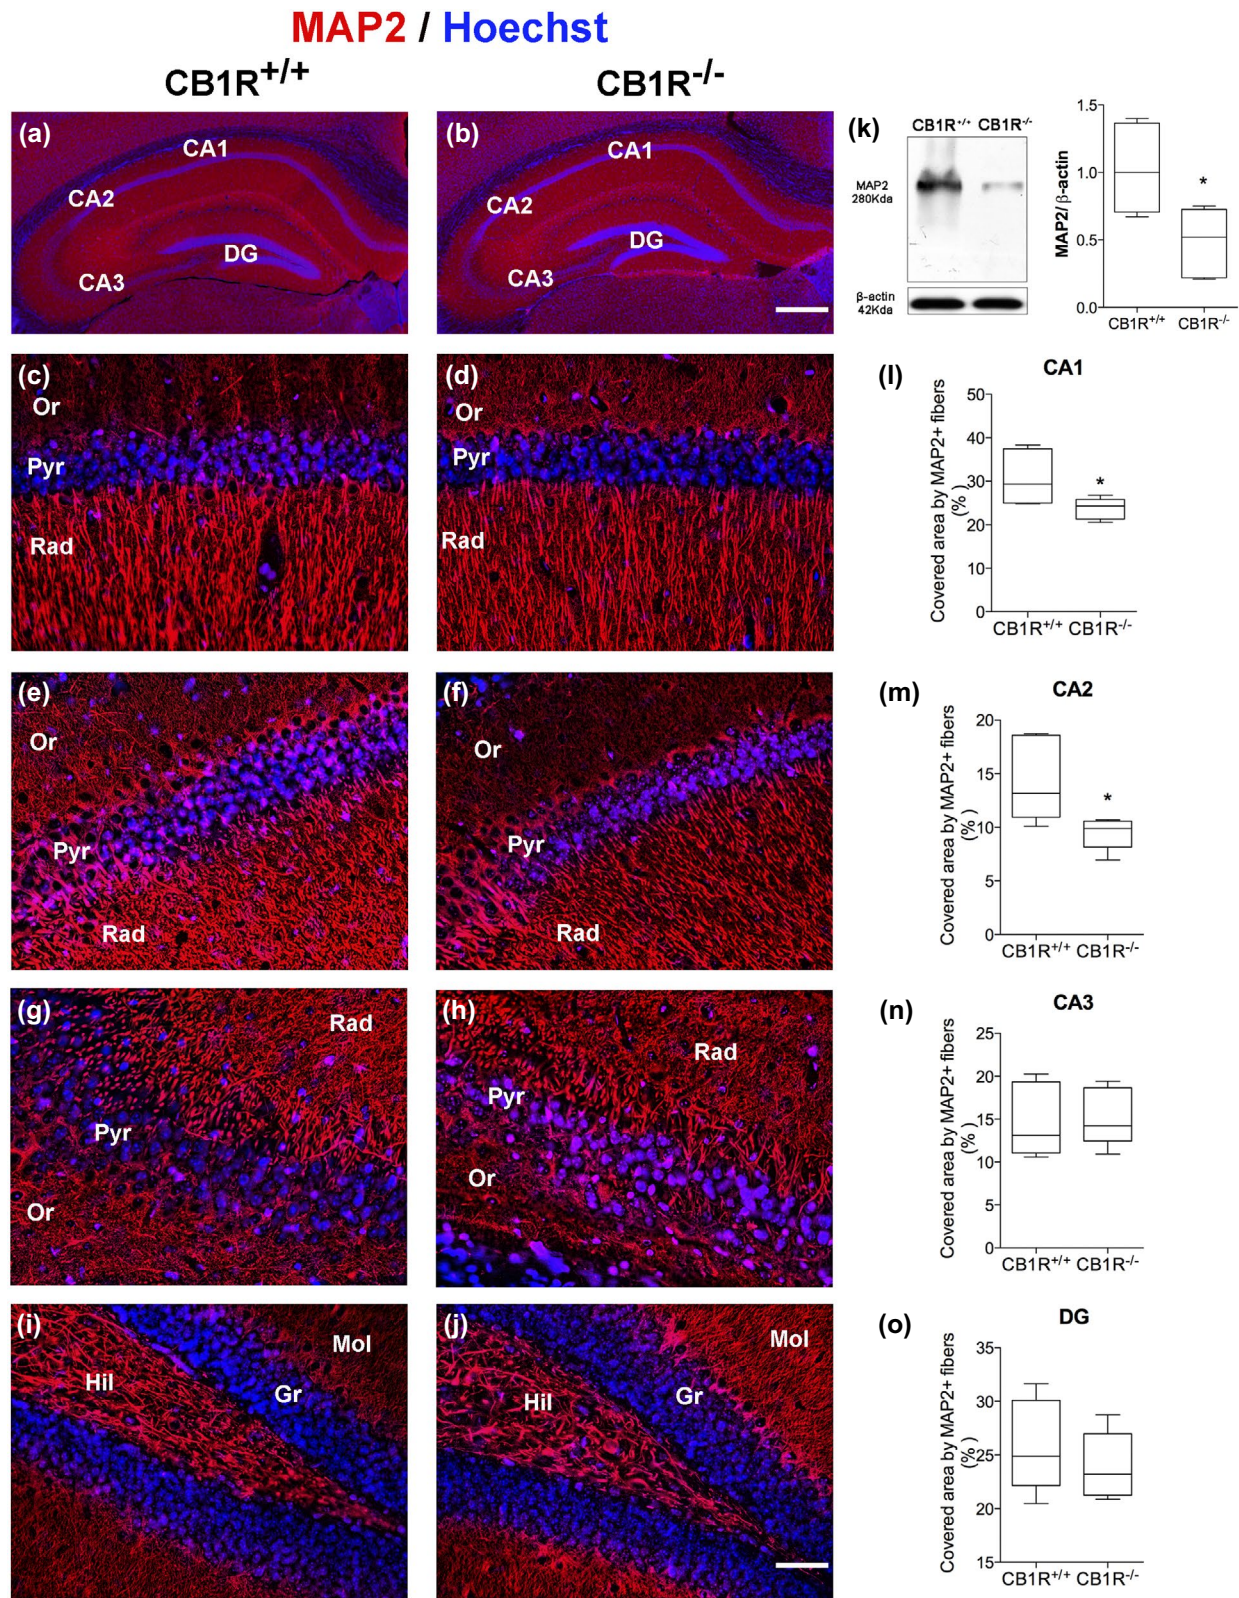 MAP2 / Hoechst
CB1R+/+
CB1R-/-
(a)
CA1
CA2
CA3
DG
(b)
CA1
CA2
CA3
DG
(k)
CB1R+/+ CB1R-/-
MAP2
280Kda
β-actin
42Kda
MAP2/β-actin
1.5
1.0
0.5
0.0
*
CB1R+/+ CB1R-/-
(c)
Or
Pyr
Rad
(d)
Or
Pyr
Rad
(l)
CA1
Covered area by MAP2+ fibers
(%)
50
40
30
20
10
0
*
CB1R+/+ CB1R-/-
(e)
Or
Pyr
Rad
(f)
Or
Pyr
Rad
(m)
CA2
Covered area by MAP2+ fibers
(%)
20
15
10
5
0
*
CB1R+/+ CB1R-/-
(g)
Rad
Pyr
Or
(h)
Rad
Pyr
Or
(n)
CA3
Covered area by MAP2+ fibers
(%)
25
20
15
10
5
0
CB1R+/+ CB1R-/-
(i)
Mol
Hil
Gr
(j)
Mol
Hil
Gr
(o)
DG
Covered area by MAP2+ fibers
(%)
35
30
25
20
15
CB1R+/+ CB1R-/-